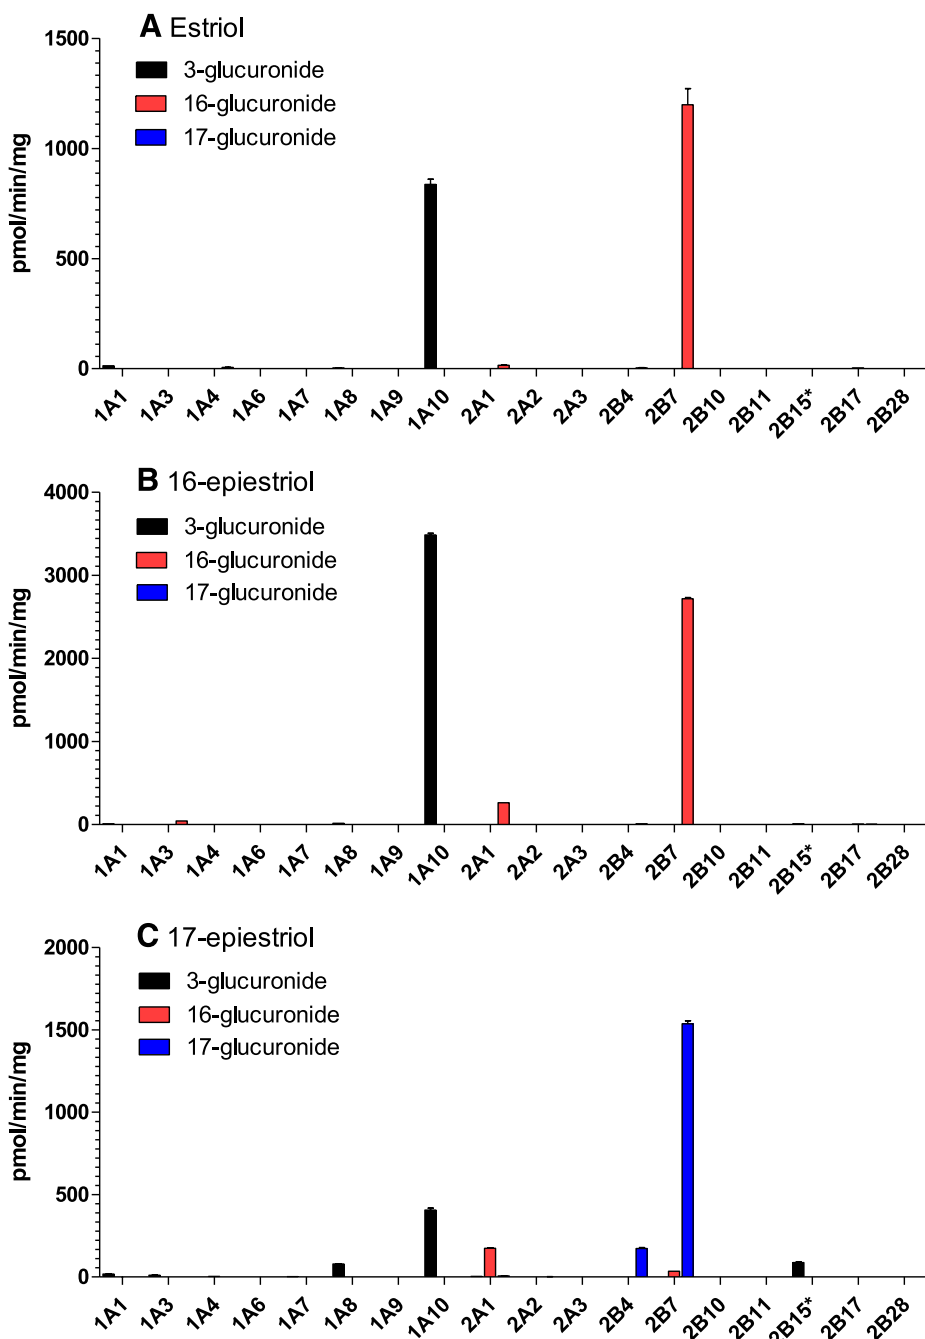 A Estriol
3-glucuronide
16-glucuronide
17-glucuronide
pmol/min/mg
1500
1000
500
0
1A1 1A3 1A4 1A6 1A7 1A8 1A9 1A10 2A1 2A2 2A3 2B4 2B7 2B10 2B11 2B15* 2B17 2B28
B 16-epiestriol
3-glucuronide
16-glucuronide
17-glucuronide
pmol/min/mg
4000
3000
2000
1000
0
1A1 1A3 1A4 1A6 1A7 1A8 1A9 1A10 2A1 2A2 2A3 2B4 2B7 2B10 2B11 2B15* 2B17 2B28
C 17-epiestriol
3-glucuronide
16-glucuronide
17-glucuronide
pmol/min/mg
2000
1500
1000
500
0
1A1 1A3 1A4 1A6 1A7 1A8 1A9 1A10 2A1 2A2 2A3 2B4 2B7 2B10 2B11 2B15* 2B17 2B28